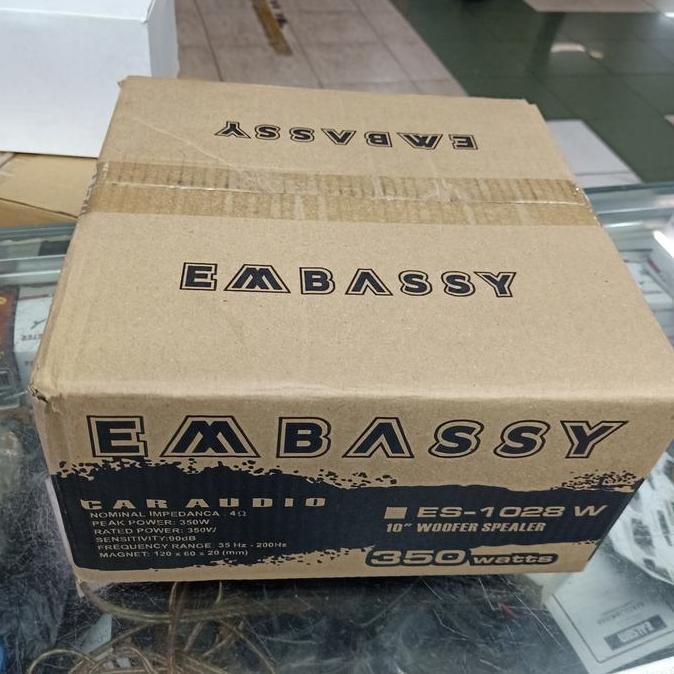 EMBASSY
EMBASSY
EMBASSY
CAR AUDIO
NOMINAL IMPEDANCA : 4Ω
PEAK POWER: 350W
RATED POWER: 350V/
SENSITIVITY:90dB
FREQUENCY RANGE: 35 Hz - 200Hz
MAGNET: 120 x 60 x 20 (mm)
ES-1028 W
10" WOOFER SPEALER
350 watts